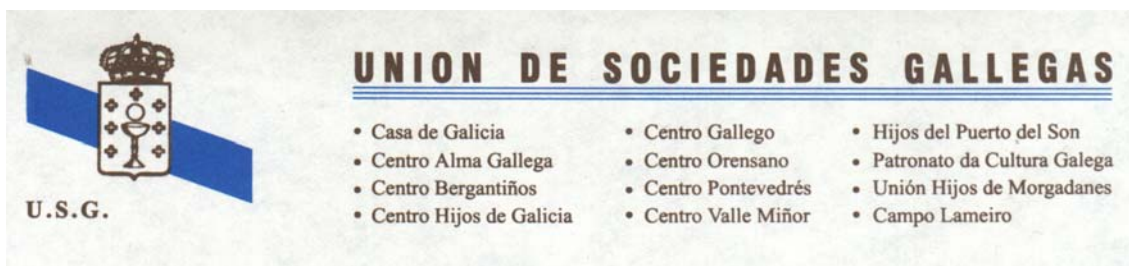 UNION DE SOCIEDADES GALLEGAS
• Casa de Galicia
• Centro Alma Gallega
• Centro Bergantiños
• Centro Hijos de Galicia
• Centro Gallego
• Centro Orensano
• Centro Pontevedrés
• Centro Valle Miñor
• Hijos del Puerto del Son
• Patronato da Cultura Galega
• Unión Hijos de Morgadanes
• Campo Lameiro
U.S.G.